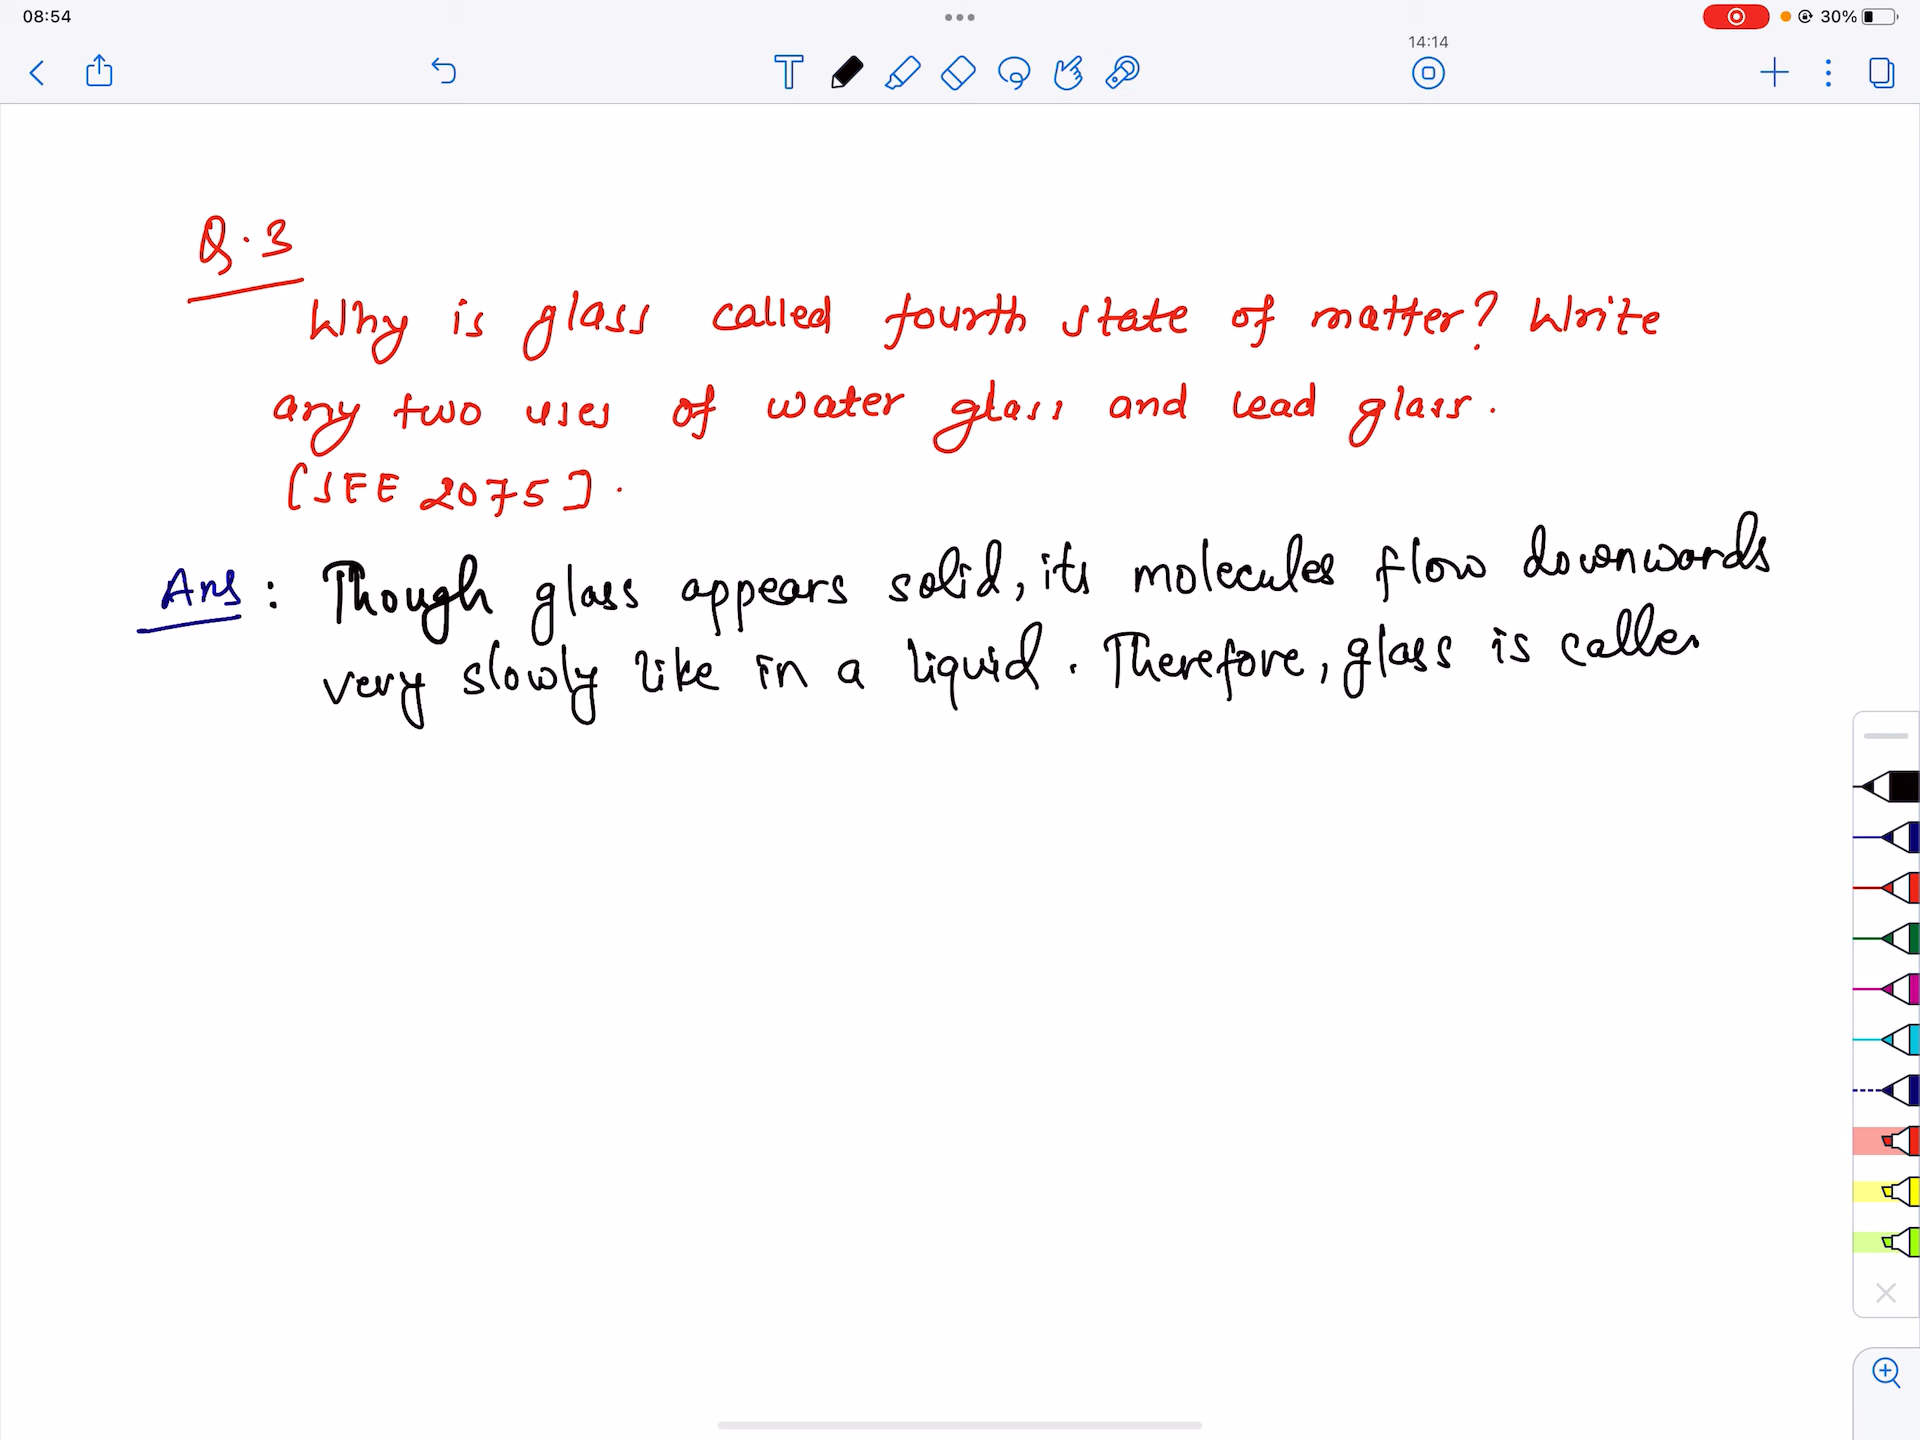 08:54
30%
14:14
Q.3
Why is glass called fourth state of matter? Write
any two uses of water glass and lead glass.
[SEE 2075].
Ans : Though glass appears solid, its molecules flow downwards
very slowly like in a liquid. Therefore, glass is calle